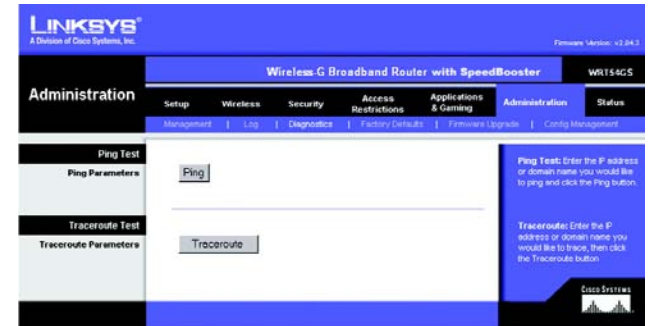 LINKSYS®
A Division of Cisco Systems, Inc.
Firmware Version: v2.04.3
Wireless-G Broadband Router with SpeedBooster
WRT54GS
Administration
Setup
Wireless
Security
Access Restrictions
Applications & Gaming
Administration
Status
Management | Log | Diagnostics | Factory Defaults | Firmware Upgrade | Config Management
Ping Test
Ping Parameters
Ping
Ping Test: Enter the IP address
or domain name you would like
to ping and click the Ping button.
Traceroute Test
Traceroute Parameters
Traceroute
Traceroute: Enter the IP
address or domain name you
would like to trace, then click
the Traceroute button
CISCO SYSTEMS